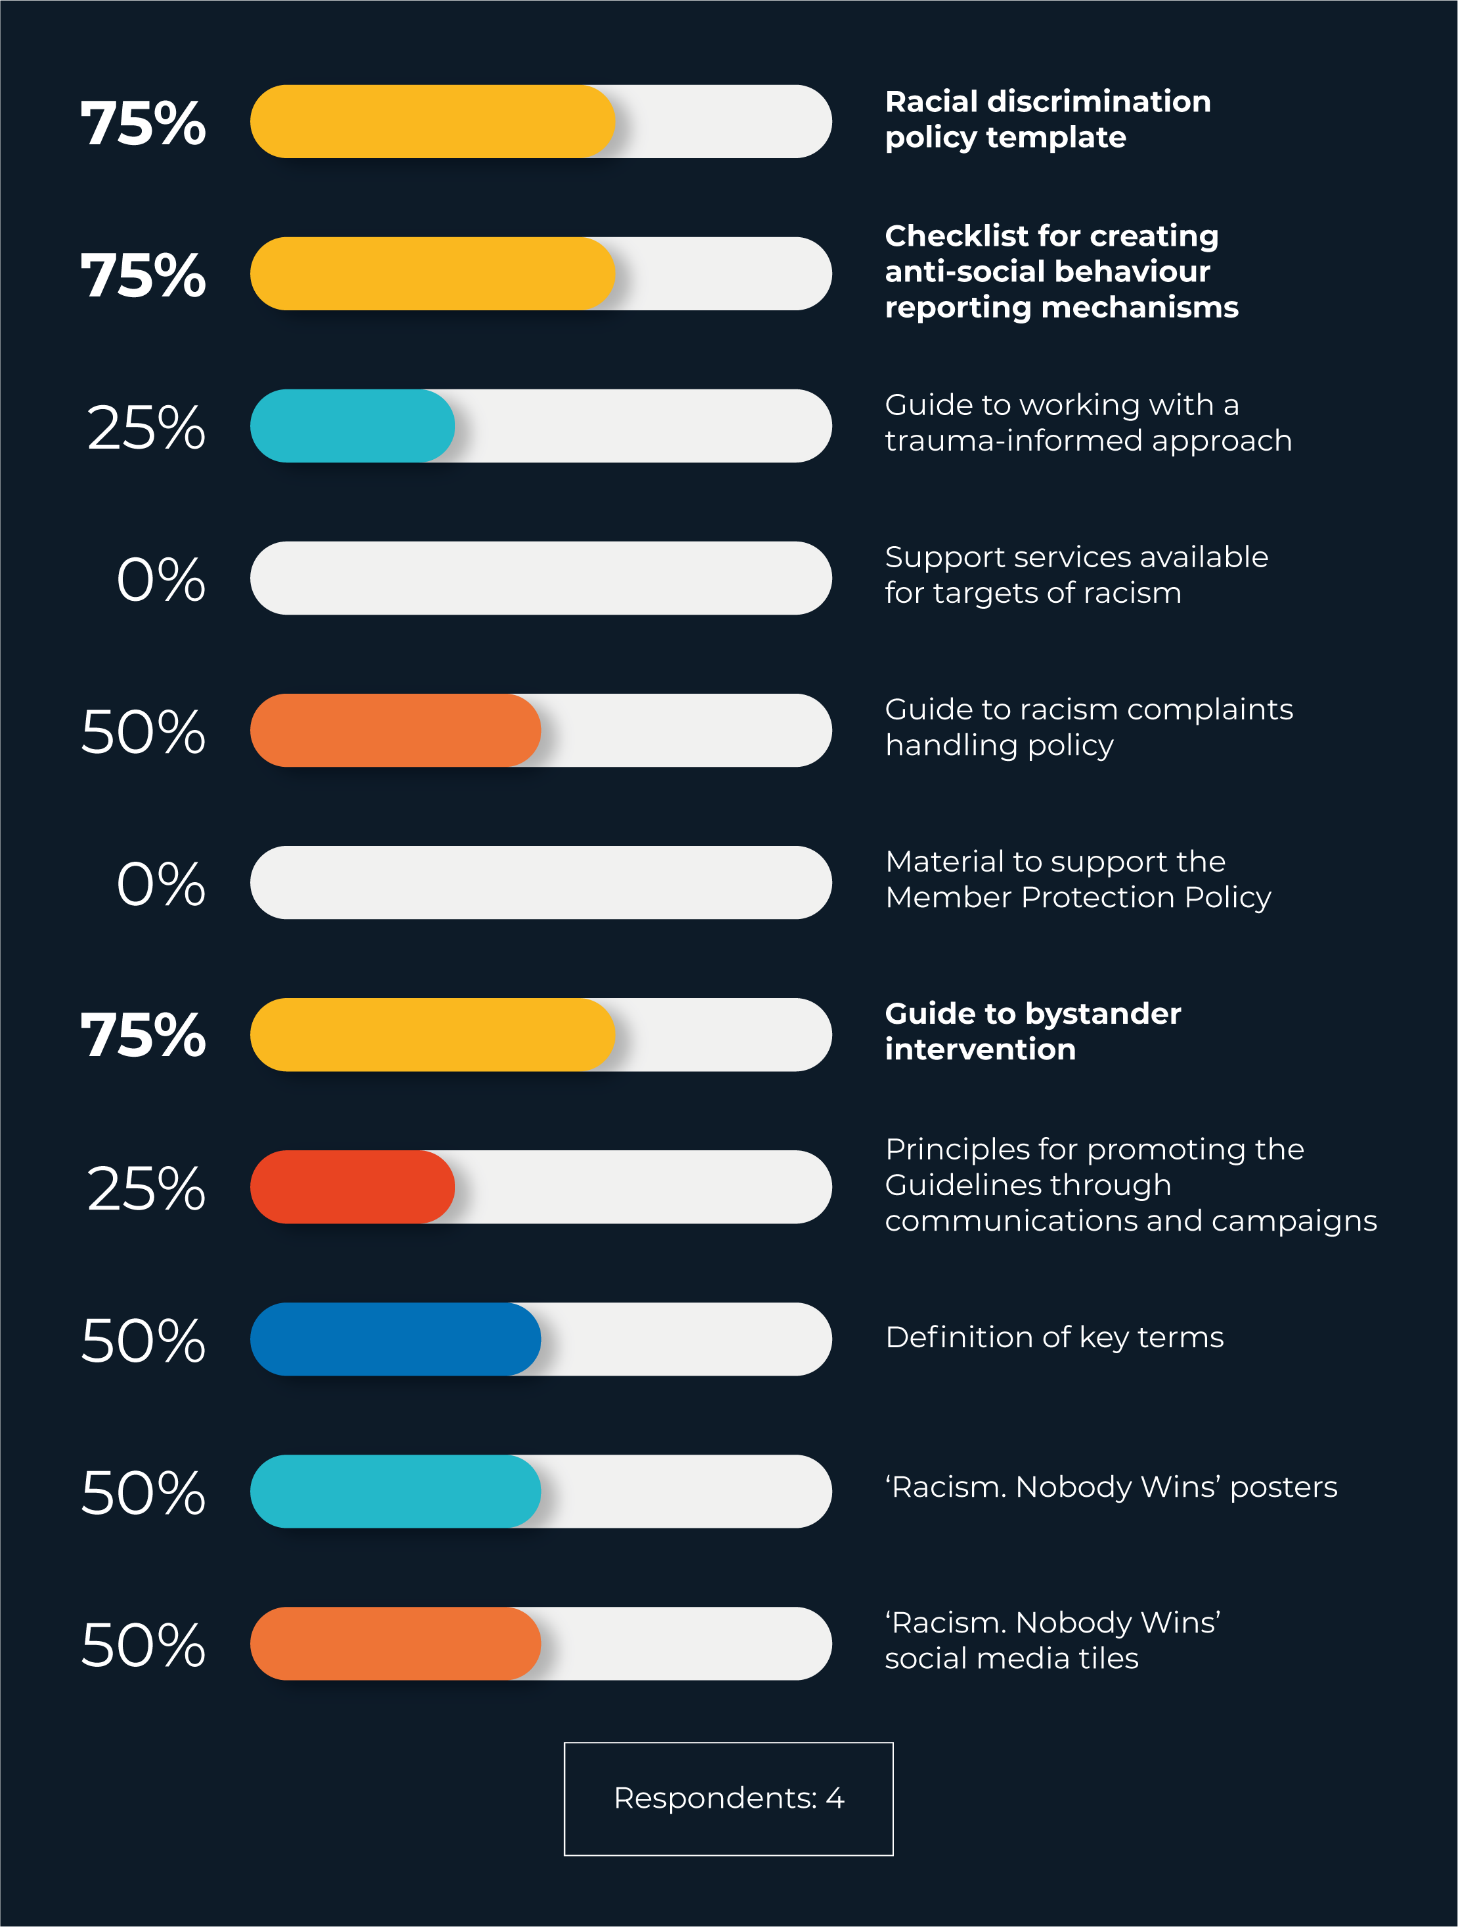 75%
Racial discrimination
policy template
75%
Checklist for creating
anti-social behaviour
reporting mechanisms
25%
Guide to working with a
trauma-informed approach
0%
Support services available
for targets of racism
50%
Guide to racism complaints
handling policy
0%
Material to support the
Member Protection Policy
75%
Guide to bystander
intervention
25%
Principles for promoting the
Guidelines through
communications and campaigns
50%
Definition of key terms
50%
‘Racism. Nobody Wins’ posters
50%
‘Racism. Nobody Wins’
social media tiles
Respondents: 4